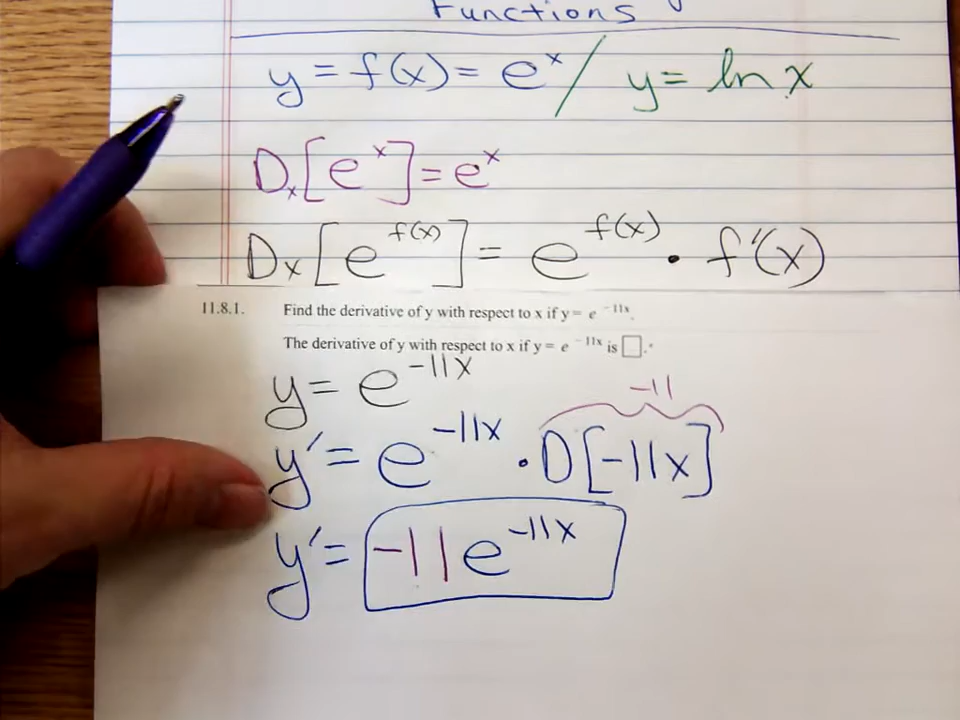 Functions
y = f(x) = e^x / y = ln x
D_x[e^x] = e^x
D_x[e^f(x)] = e^f(x) · f'(x)
11.8.1. Find the derivative of y with respect to x if y = e^-11x.
The derivative of y with respect to x if y = e^-11x is □.
y = e^-11x
-11
y' = e^-11x · D[-11x]
y' = -11e^-11x